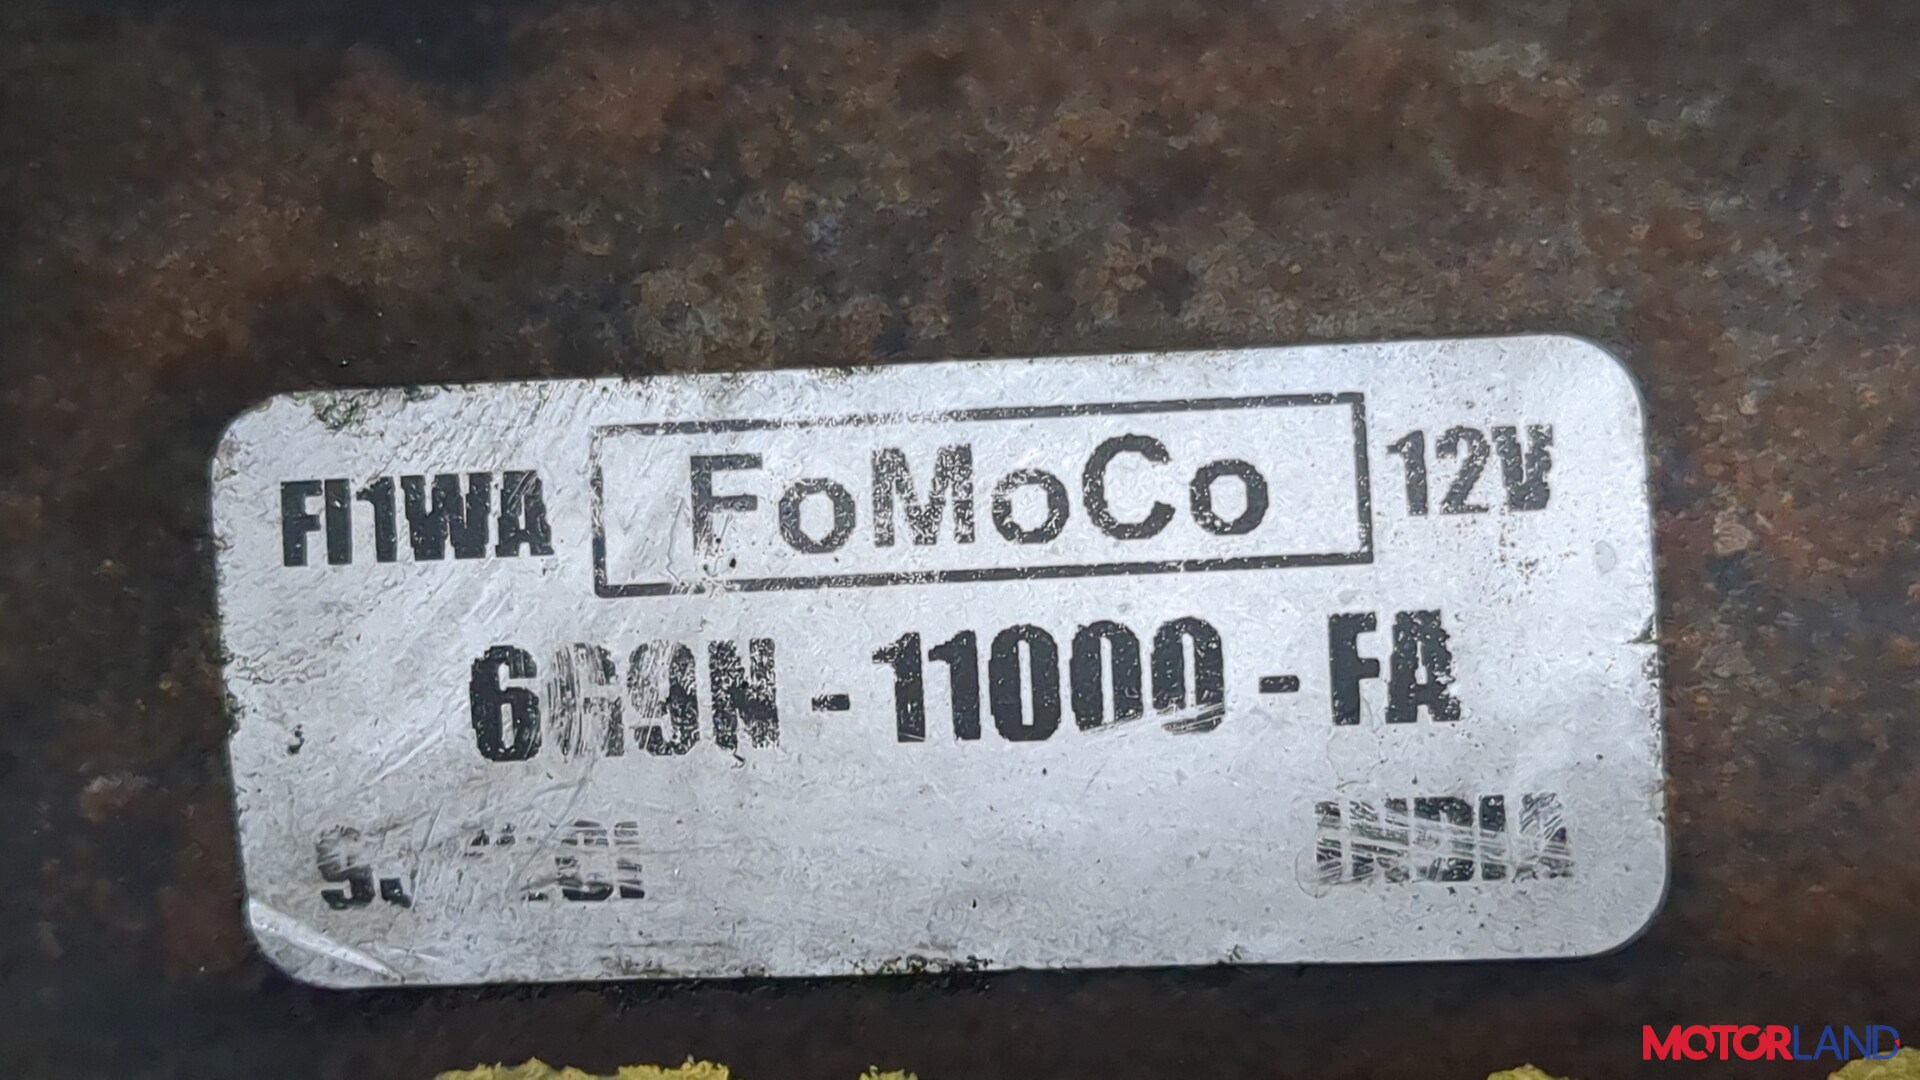 FI1WA FoMoCo 12V
6G9N - 11000 - FA
INDIA
MOTORLAND